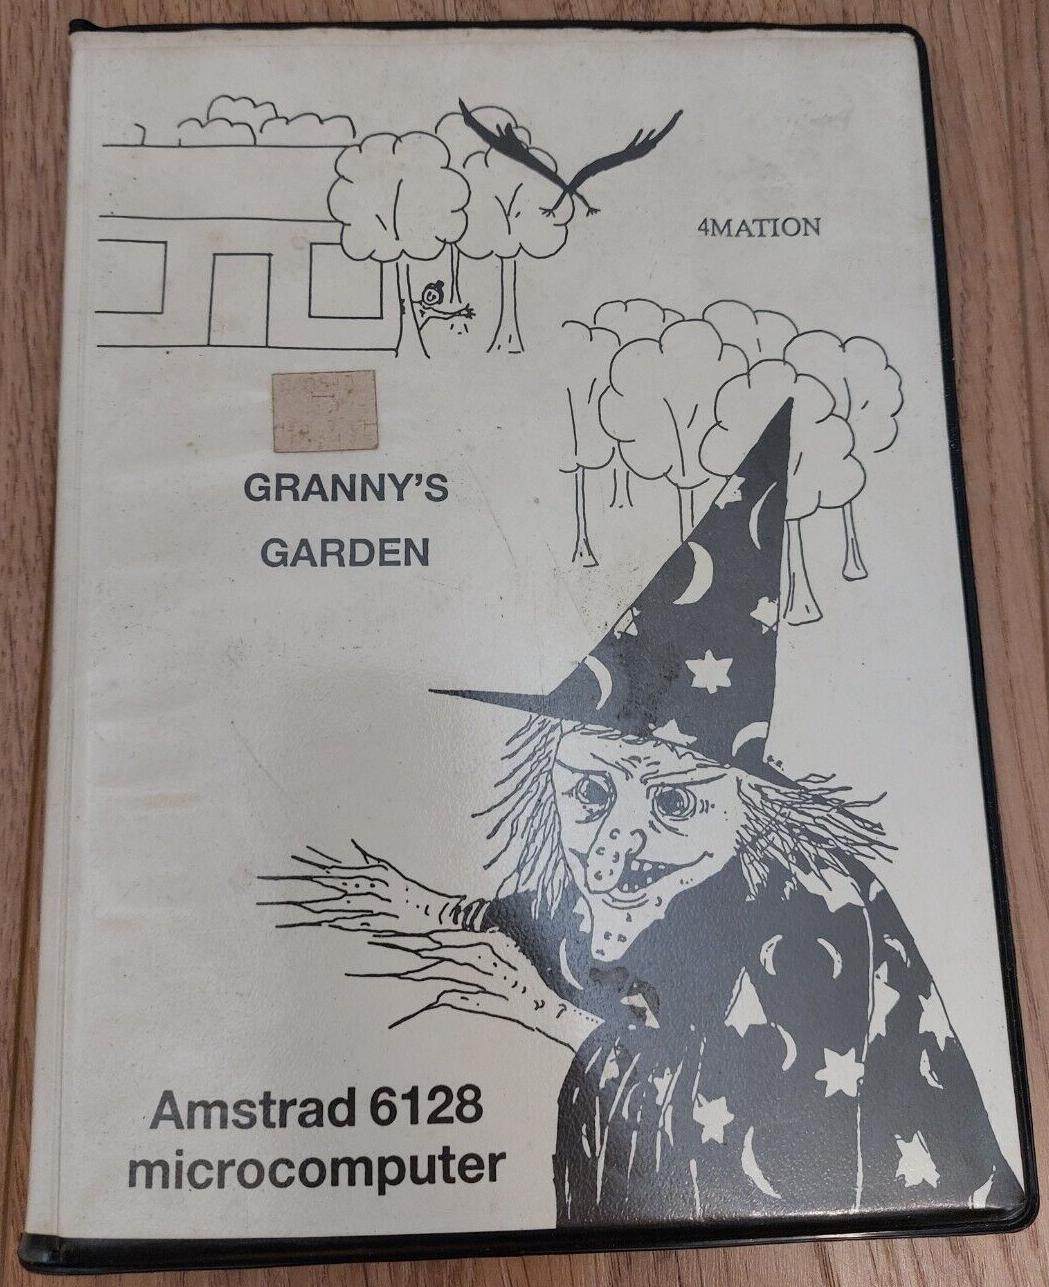 4MATION
GRANNY'S
GARDEN
Amstrad 6128
microcomputer